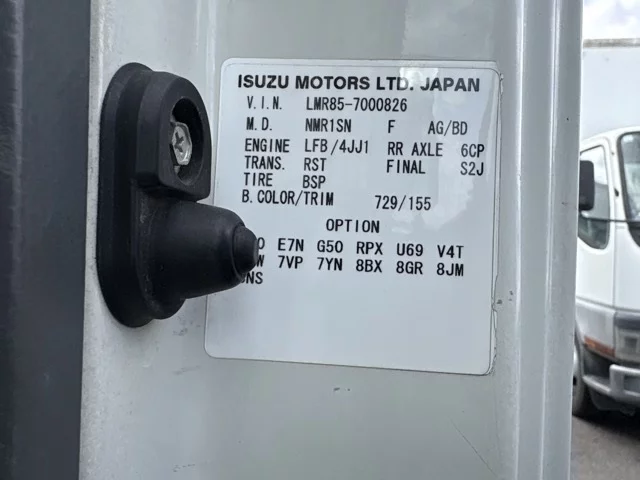 ISUZU MOTORS LTD. JAPAN
V.I.N. LMR85-7000826
M.D. NMR1SN F AG/BD
ENGINE LFB/4JJ1 RR AXLE 6CP
TRANS. RST FINAL S2J
TIRE BSP
B.COLOR/TRIM 729/155
OPTION
E7N G50 RPX U69 V4T
7VP 7YN 8BX 8GR 8JM